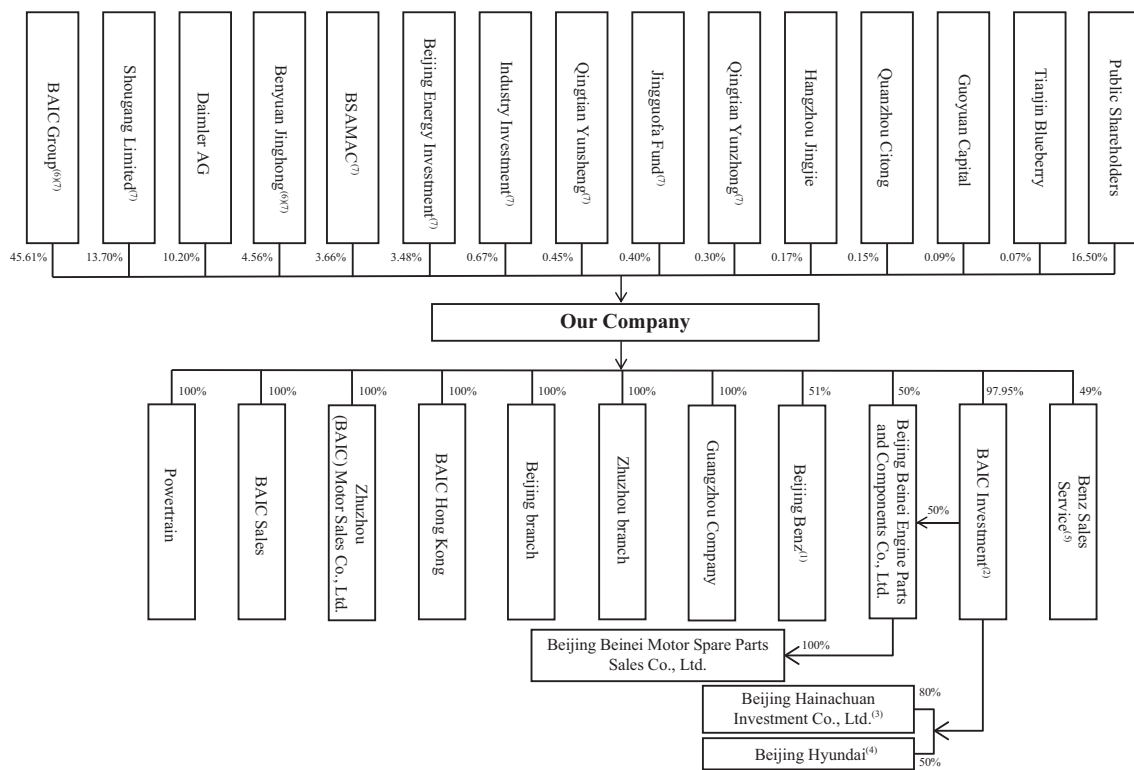 BAIC Group(6)(7)
Shougang Limited(7)
Daimler AG
Benyuan Jinghong(6)(7)
BSAMAC(7)
Beijing Energy Investment(7)
Industry Investment(7)
Qingtian Yunsheng(7)
Jingguofa Fund(7)
Qingtian Yunzhong(7)
Hangzhou Jingjie
Quanzhou Citong
Guoyuan Capital
Tianjin Blueberry
Public Shareholders
45.61%
13.70%
10.20%
4.56%
3.66%
3.48%
0.67%
0.45%
0.40%
0.30%
0.17%
0.15%
0.09%
0.07%
16.50%
Our Company
100%
100%
100%
100%
100%
100%
100%
51%
50%
97.95%
49%
Powertrain
BAIC Sales
Zhuzhou
(BAIC) Motor Sales Co., Ltd.
BAIC Hong Kong
Beijing branch
Zhuzhou branch
Guangzhou Company
Beijing Benz(1)
Beijing Beinei Engine Parts
and Components Co., Ltd.
50%
BAIC Investment(2)
Benz Sales
Service(5)
Beijing Beinei Motor Spare Parts
Sales Co., Ltd.
100%
Beijing Hainachuan
Investment Co., Ltd.(3)
80%
Beijing Hyundai(4)
50%